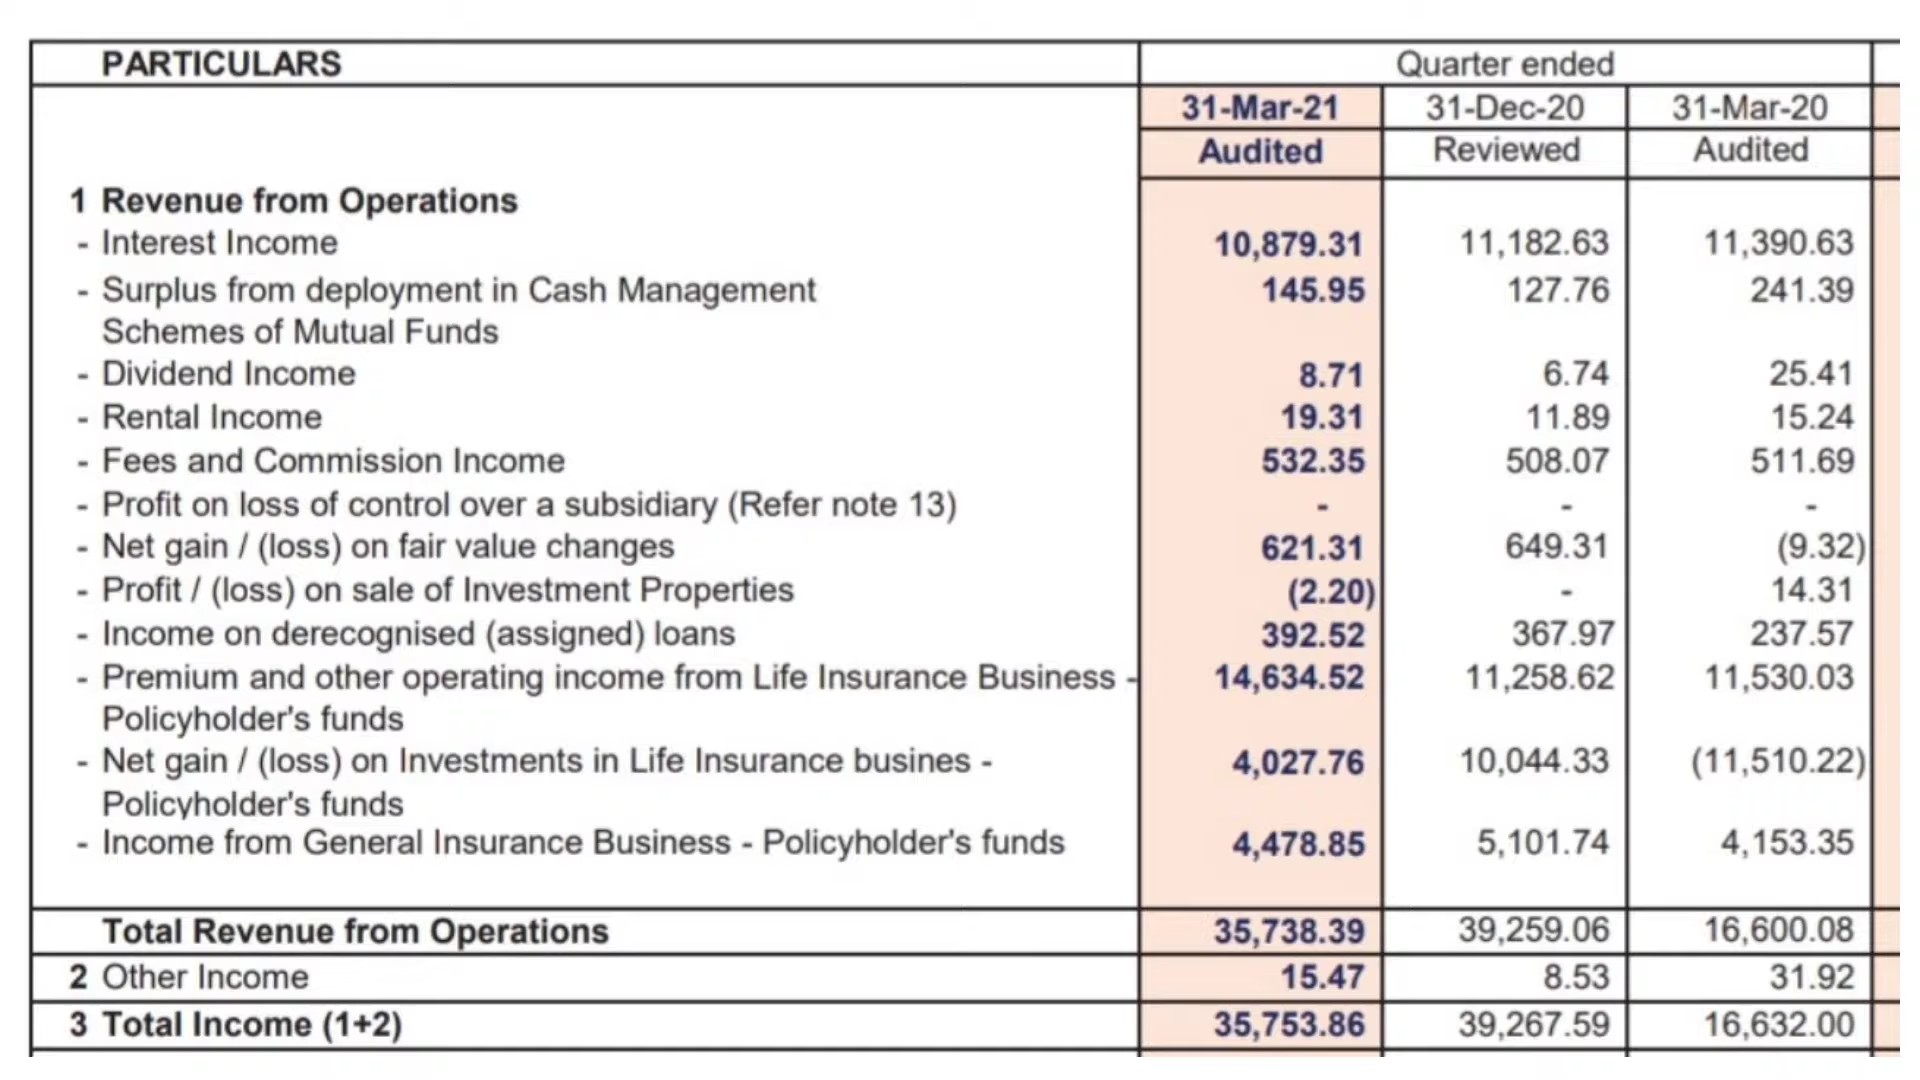 PARTICULARS Quarter ended
31-Mar-21 31-Dec-20 31-Mar-20
Audited Reviewed Audited
1 Revenue from Operations
- Interest Income 10,879.31 11,182.63 11,390.63
- Surplus from deployment in Cash Management 145.95 127.76 241.39
Schemes of Mutual Funds
- Dividend Income 8.71 6.74 25.41
- Rental Income 19.31 11.89 15.24
- Fees and Commission Income 532.35 508.07 511.69
- Profit on loss of control over a subsidiary (Refer note 13) - - -
- Net gain / (loss) on fair value changes 621.31 649.31 (9.32)
- Profit / (loss) on sale of Investment Properties (2.20) - 14.31
- Income on derecognised (assigned) loans 392.52 367.97 237.57
- Premium and other operating income from Life Insurance Business - 14,634.52 11,258.62 11,530.03
Policyholder's funds
- Net gain / (loss) on Investments in Life Insurance busines - 4,027.76 10,044.33 (11,510.22)
Policyholder's funds
- Income from General Insurance Business - Policyholder's funds 4,478.85 5,101.74 4,153.35
Total Revenue from Operations 35,738.39 39,259.06 16,600.08
2 Other Income 15.47 8.53 31.92
3 Total Income (1+2) 35,753.86 39,267.59 16,632.00